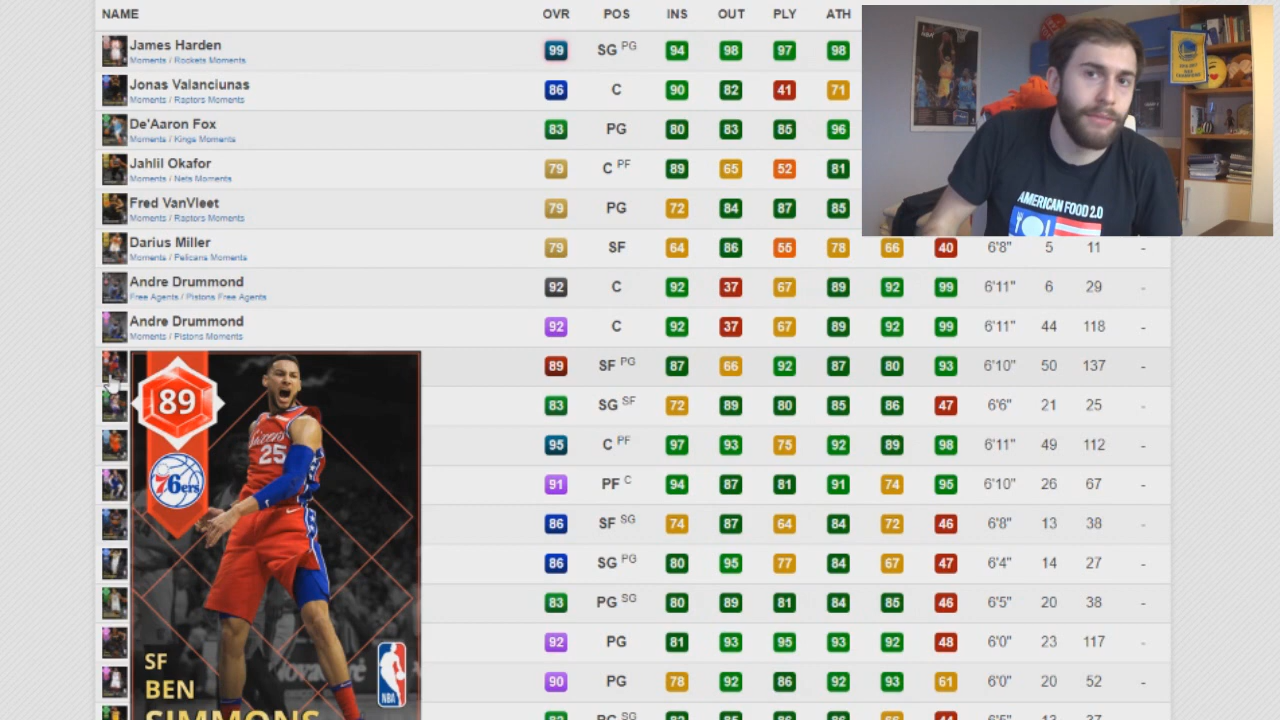 NAME OVR POS INS OUT PLY ATH
James Harden 99 SG PG 94 98 97 98
Moments / Rockets Moments
Jonas Valanciunas 86 C 90 82 41 71
Moments / Raptors Moments
De'Aaron Fox 83 PG 80 83 85 96
Moments / Kings Moments
Jahlil Okafor 79 C PF 89 65 52 81
Moments / Nets Moments
Fred VanVleet 79 PG 72 84 87 85
Moments / Raptors Moments
Darius Miller 79 SF 64 86 55 78 66 40 6'8" 5 11 -
Moments / Pelicans Moments
Andre Drummond 92 C 92 37 67 89 92 99 6'11" 6 29 -
Free Agents / Pistons Free Agents
Andre Drummond 92 C 92 37 67 89 92 99 6'11" 44 118 -
Moments / Pistons Moments
89 SF PG 87 66 92 87 80 93 6'10" 50 137 -
83 SG SF 72 89 80 85 86 47 6'6" 21 25 -
95 C PF 97 93 75 92 89 98 6'11" 49 112 -
91 PF C 94 87 81 91 74 95 6'10" 26 67 -
86 SF SG 74 87 64 84 72 46 6'8" 13 38 -
86 SG PG 80 95 77 84 67 47 6'4" 14 27 -
83 PG SG 80 89 81 84 85 46 6'5" 20 38 -
92 PG 81 93 95 93 92 48 6'0" 23 117 -
90 PG 78 92 86 92 93 61 6'0" 20 52 -
89
76ers
Sixers
25
NBA
SF
BEN
SIMMONS
AMERICAN FOOD 2.0